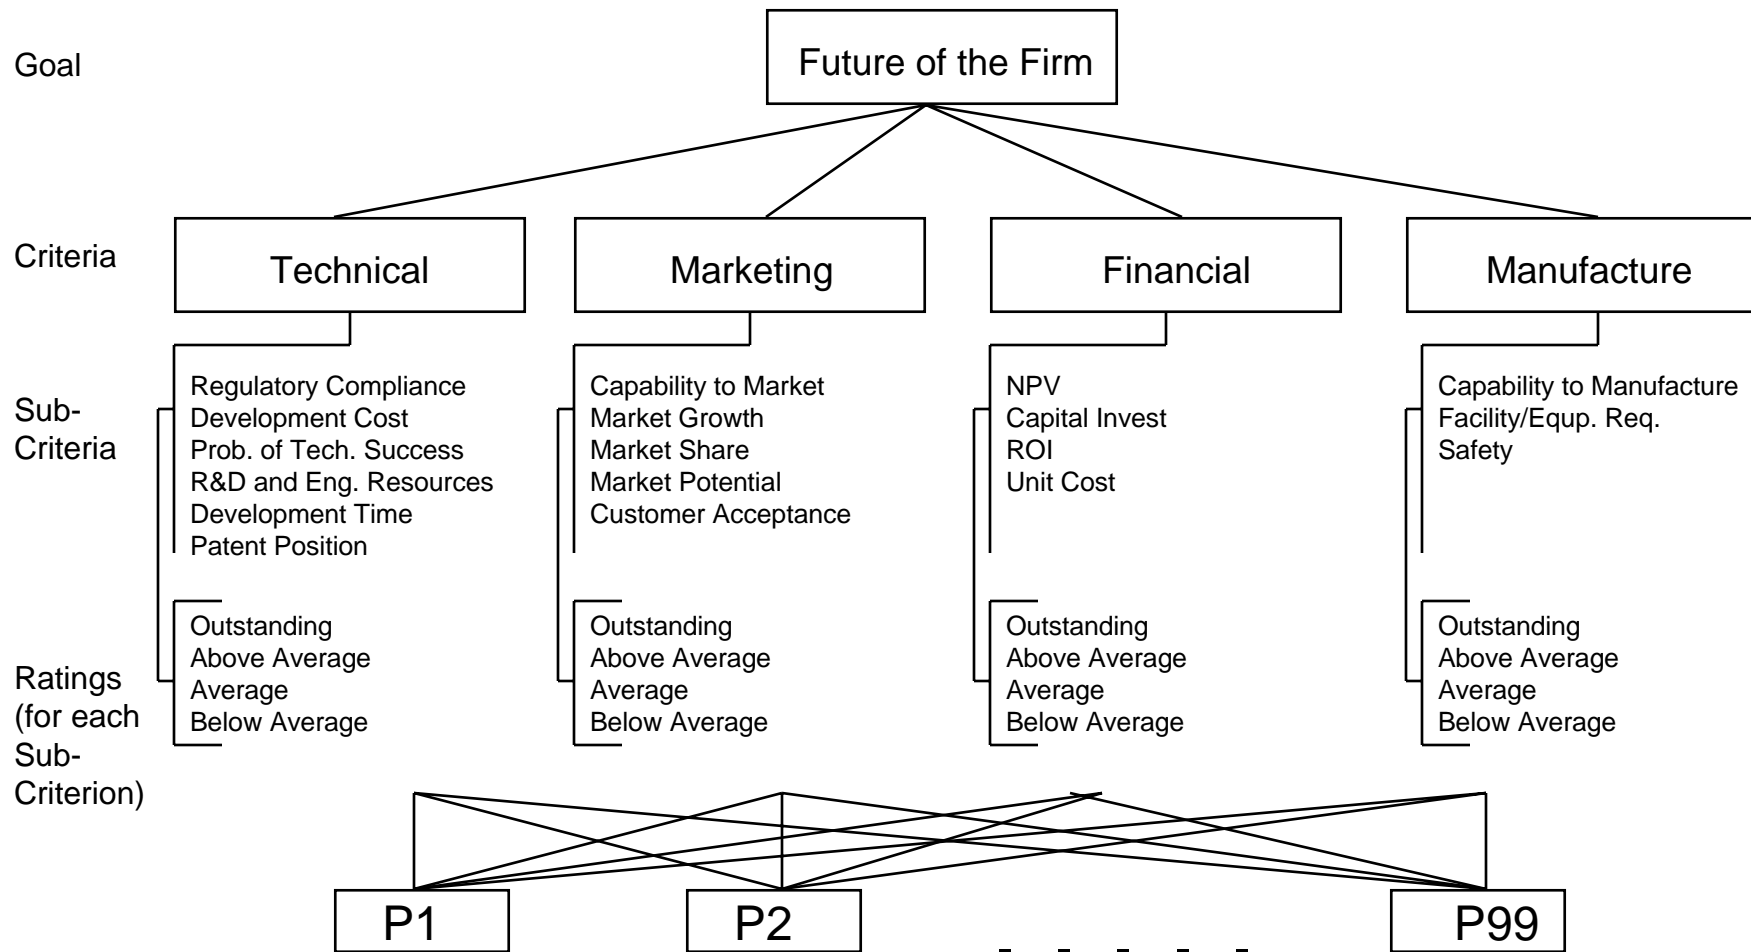 Goal
Future of the Firm
Criteria
Technical
Marketing
Financial
Manufacture
Sub-
Criteria
Regulatory Compliance
Development Cost
Prob. of Tech. Success
R&D and Eng. Resources
Development Time
Patent Position
Capability to Market
Market Growth
Market Share
Market Potential
Customer Acceptance
NPV
Capital Invest
ROI
Unit Cost
Capability to Manufacture
Facility/Equp. Req.
Safety
Ratings
(for each
Sub-
Criterion)
Outstanding
Above Average
Average
Below Average
Outstanding
Above Average
Average
Below Average
Outstanding
Above Average
Average
Below Average
Outstanding
Above Average
Average
Below Average
P1
P2
P99